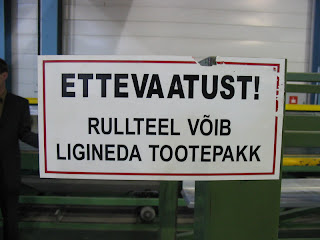 ETTEVAATUST!
RULLTEEL VÕIB
LIGINEDA TOOTEPAKK